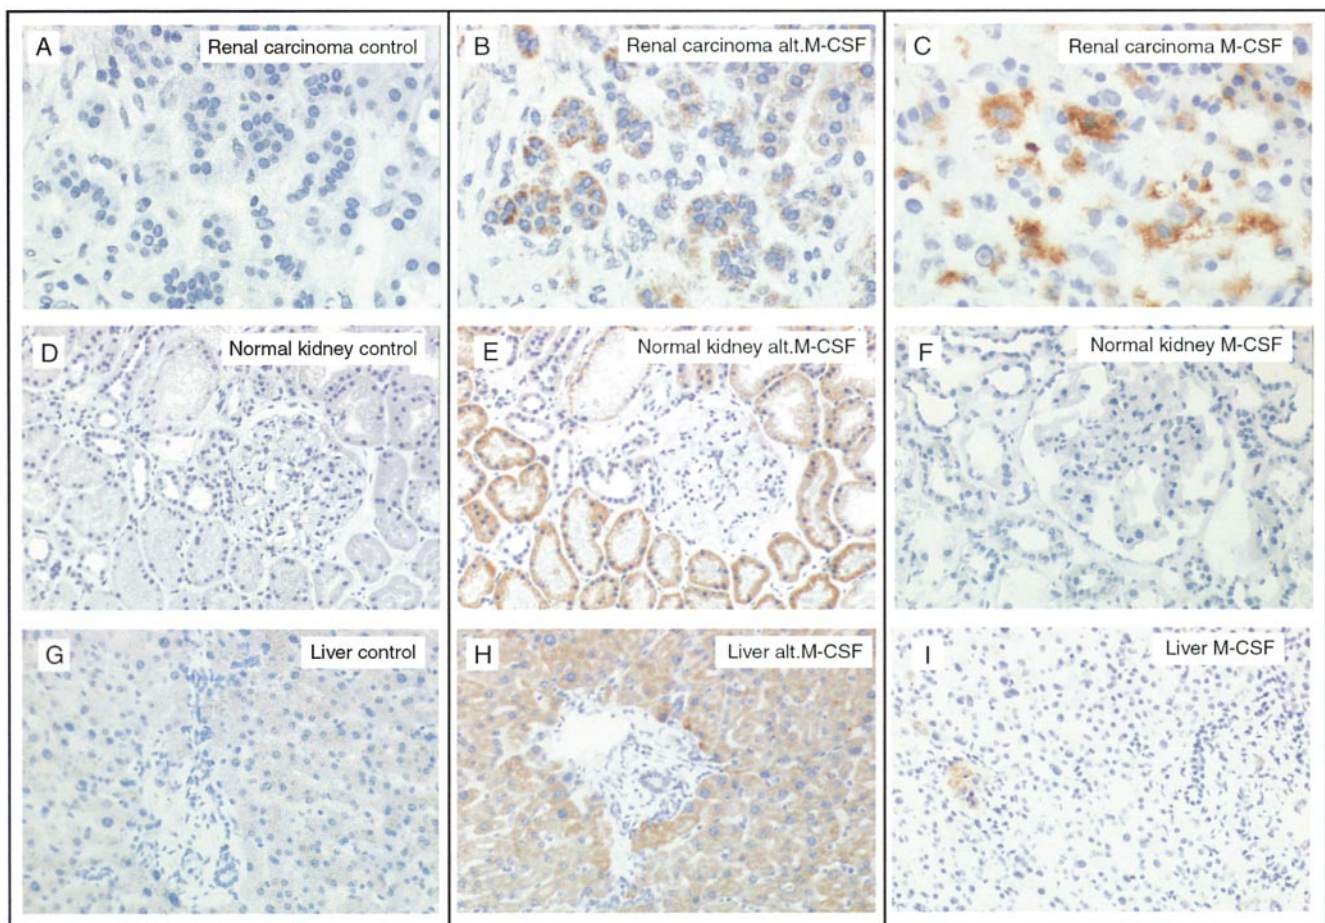 A
Renal carcinoma control
B
Renal carcinoma alt.M-CSF
C
Renal carcinoma M-CSF
D
Normal kidney control
E
Normal kidney alt.M-CSF
F
Normal kidney M-CSF
G
Liver control
H
Liver alt.M-CSF
I
Liver M-CSF